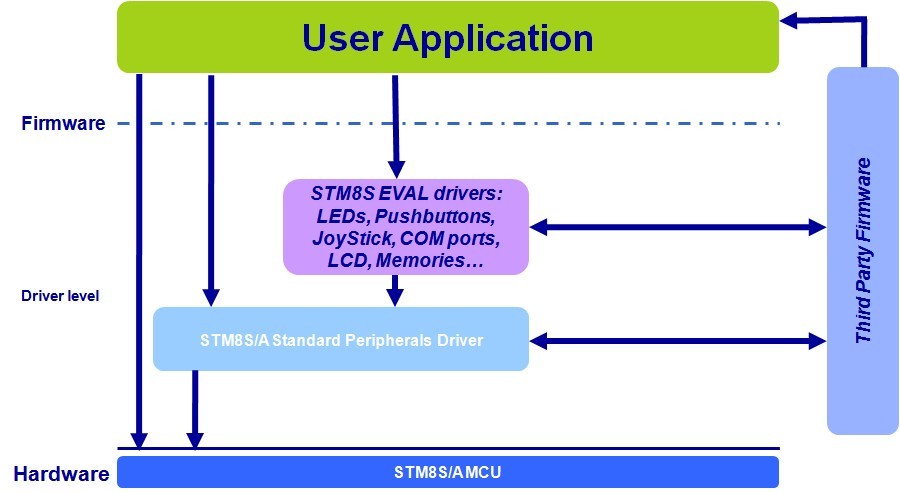 User Application
Firmware
STM8S EVAL drivers:
LEDs, Pushbuttons,
JoyStick, COM ports,
LCD, Memories…
Third Party Firmware
Driver level
STM8S/A Standard Peripherals Driver
Hardware
STM8S/AMCU